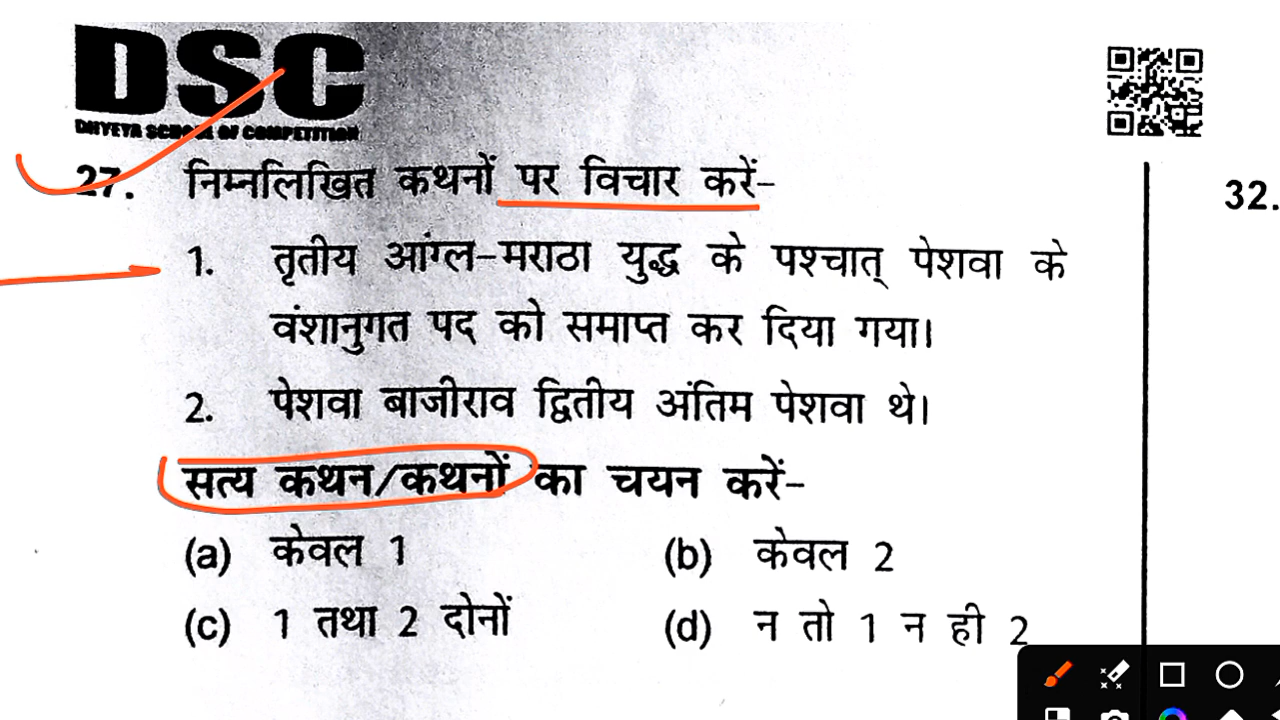 DSC
DHYEYA SCHOOL OF COMPETITION
27. निम्नलिखित कथनों पर विचार करें-
32.
1. तृतीय आंग्ल-मराठा युद्ध के पश्चात् पेशवा के
वंशानुगत पद को समाप्त कर दिया गया।
2. पेशवा बाजीराव द्वितीय अंतिम पेशवा थे।
सत्य कथन/कथनों का चयन करें-
(a) केवल 1 (b) केवल 2
(c) 1 तथा 2 दोनों (d) न तो 1 न ही 2